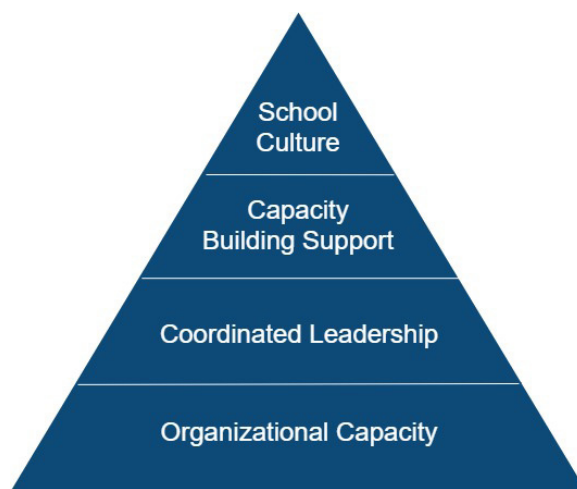 School
Culture
Capacity
Building Support
Coordinated Leadership
Organizational Capacity